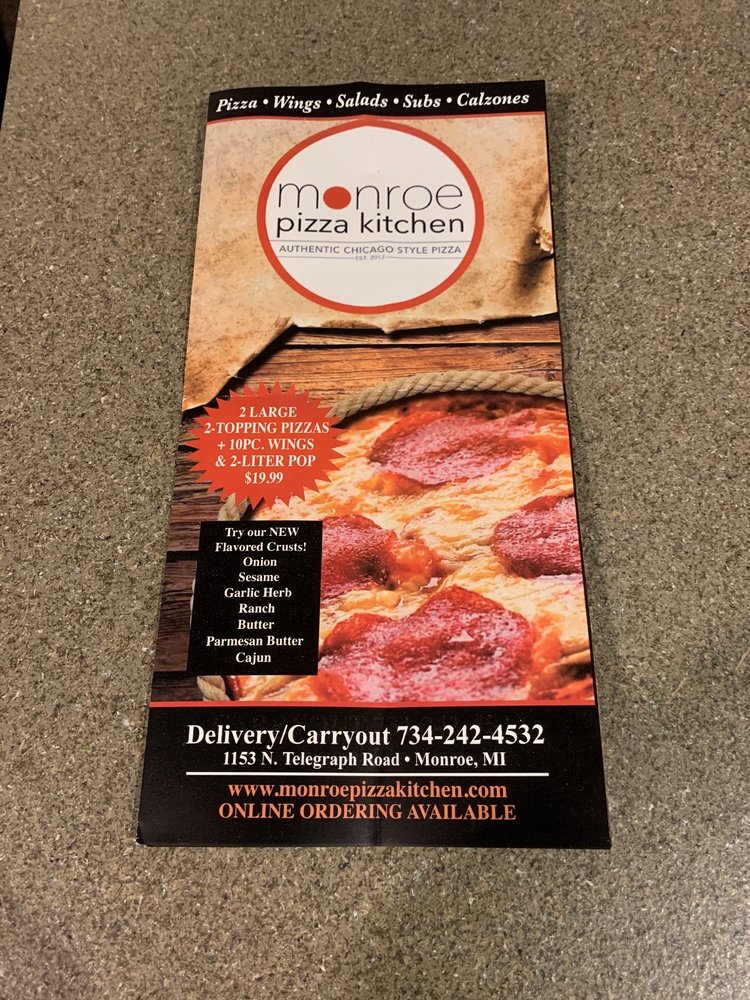 Pizza • Wings • Salads • Subs • Calzones
monroe
pizza kitchen
AUTHENTIC CHICAGO STYLE PIZZA
EST. 2013
2 LARGE
2-TOPPING PIZZAS
+ 10PC. WINGS
& 2-LITER POP
$19.99
Try our NEW
Flavored Crusts!
Onion
Sesame
Garlic Herb
Ranch
Butter
Parmesan Butter
Cajun
Delivery/Carryout 734-242-4532
1153 N. Telegraph Road • Monroe, MI
www.monroepizzakitchen.com
ONLINE ORDERING AVAILABLE